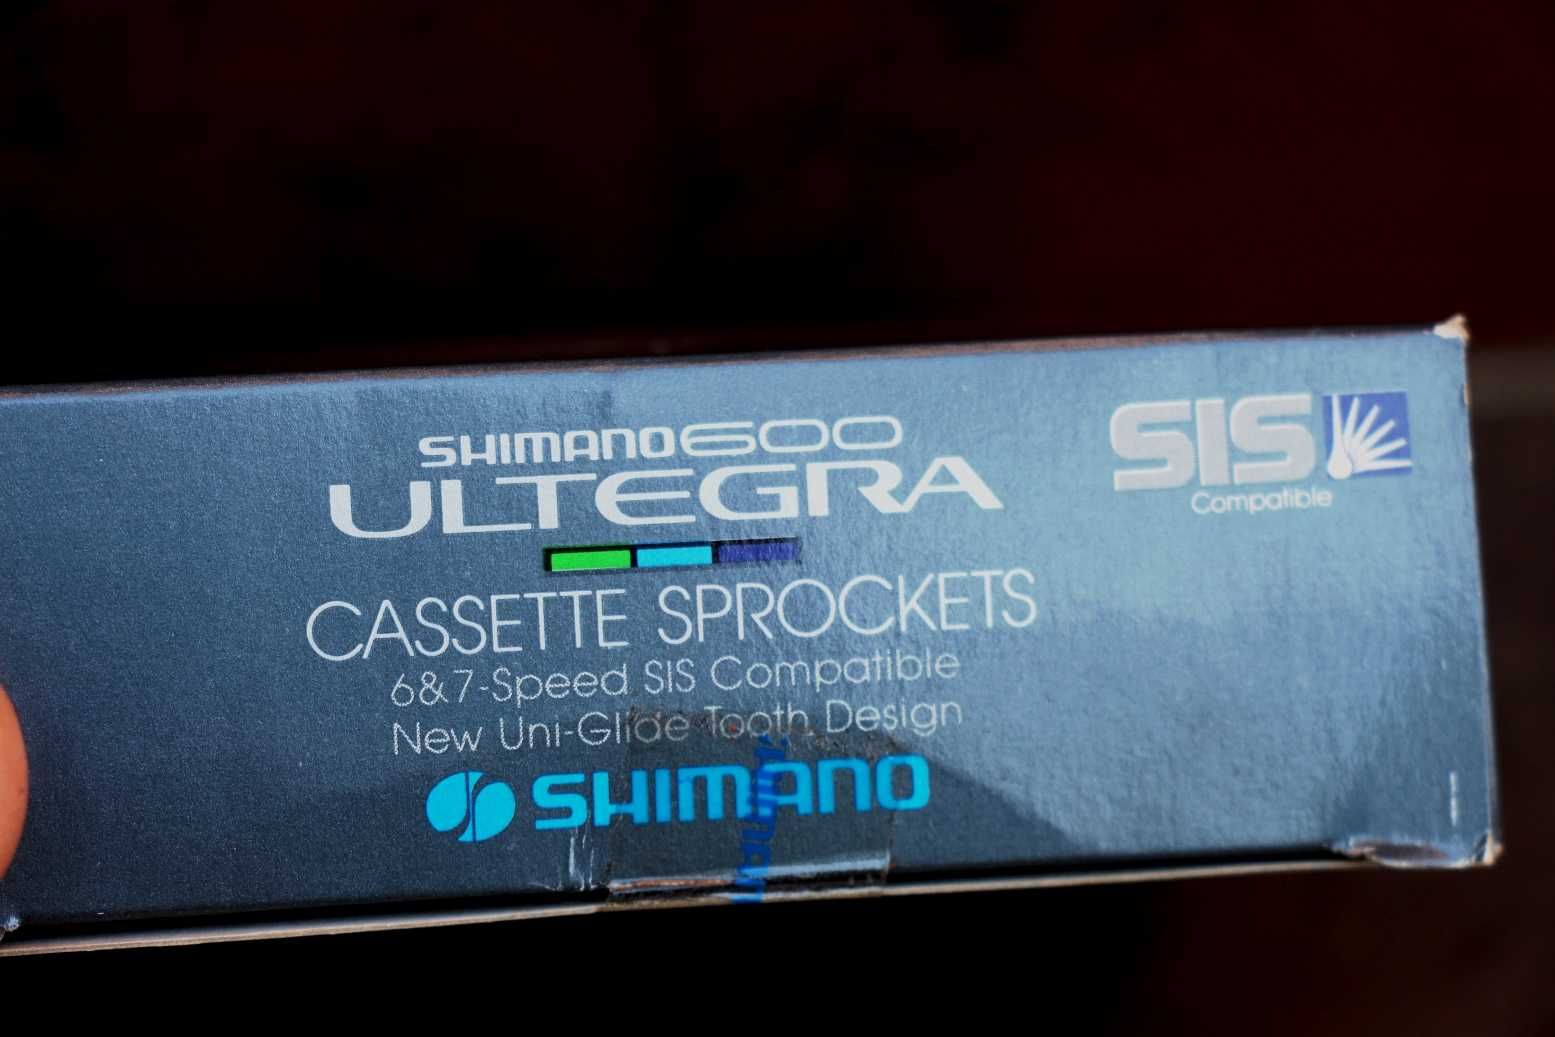 SHIMANO600
ULTEGRA
SIS
Compatible
CASSETTE SPROCKETS
6&7-Speed SIS Compatible
New Uni-Glide Tooth Design
SHIMANO